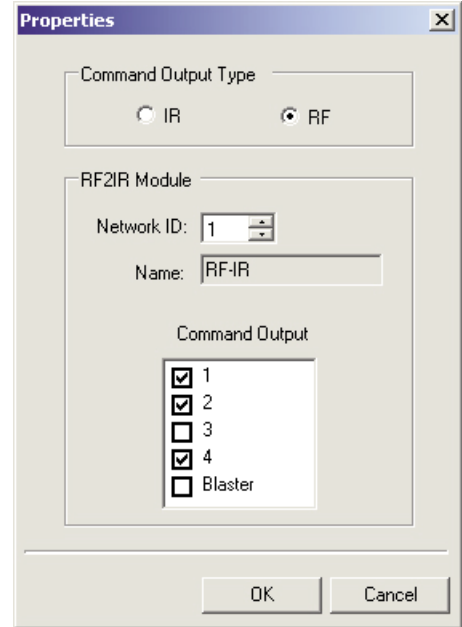 Properties
Command Output Type
IR RF
RF2IR Module
Network ID: 1
Name: RF-IR
Command Output
1
2
3
4
Blaster
OK Cancel